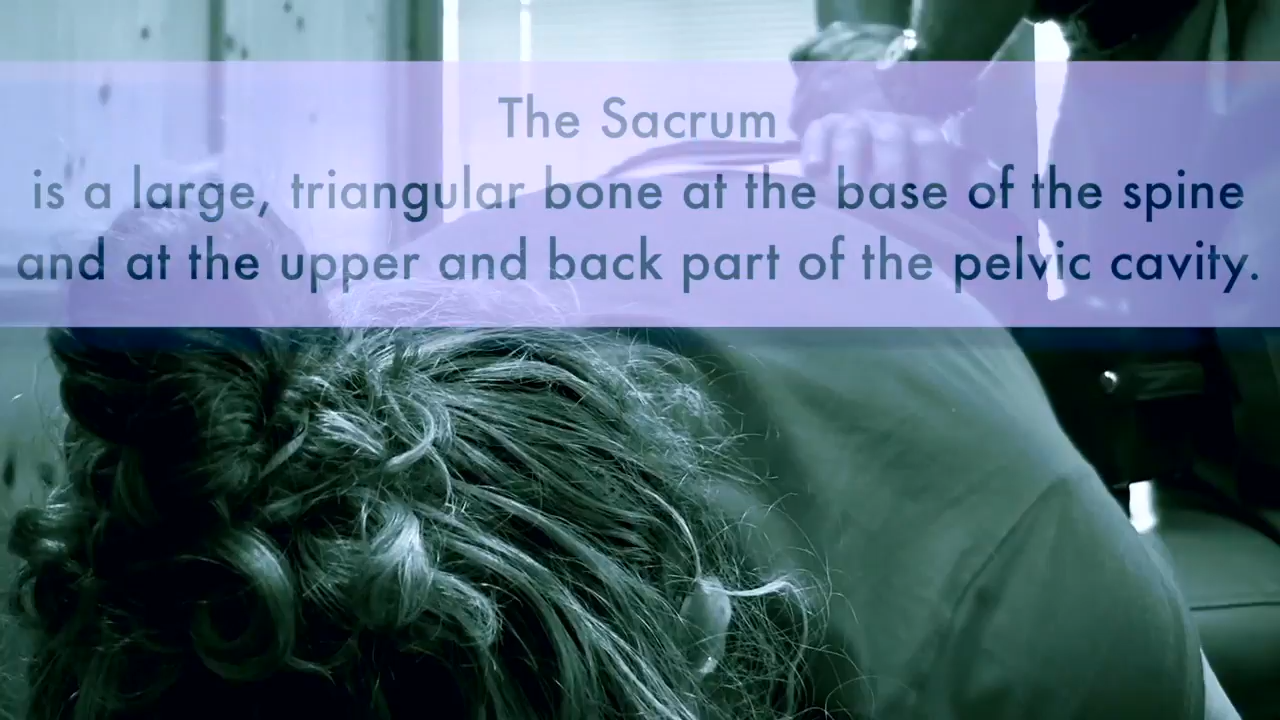 The Sacrum
is a large, triangular bone at the base of the spine
and at the upper and back part of the pelvic cavity.